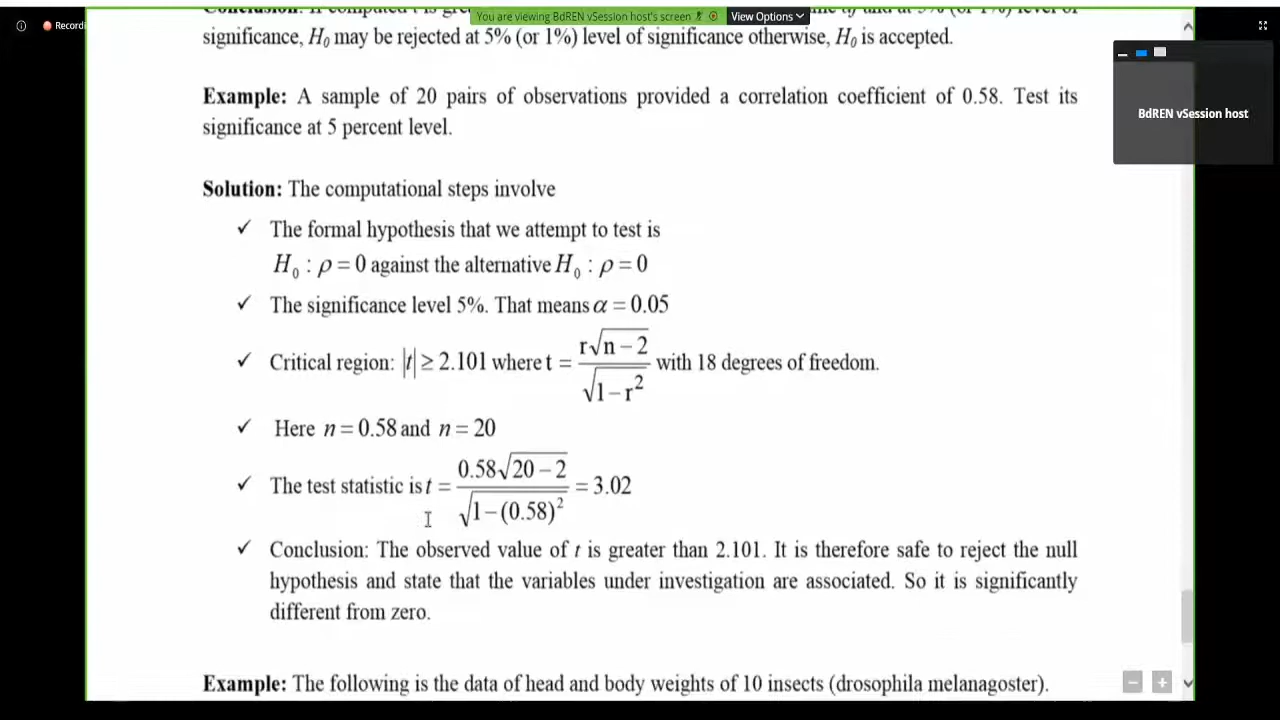 Recordi
You are viewing BdREN vSession host's screen
View Options
significance, H₀ may be rejected at 5% (or 1%) level of significance otherwise, H₀ is accepted.
BdREN vSession host
Example: A sample of 20 pairs of observations provided a correlation coefficient of 0.58. Test its
significance at 5 percent level.
Solution: The computational steps involve
✓ The formal hypothesis that we attempt to test is
H₀ : ρ = 0 against the alternative H₀ : ρ = 0
✓ The significance level 5%. That means α = 0.05
✓ Critical region: |t| ≥ 2.101 where t = r√n − 2 / √1 − r² with 18 degrees of freedom.
✓ Here n = 0.58 and n = 20
✓ The test statistic is t = 0.58√20 − 2 / √1 − (0.58)² = 3.02
✓ Conclusion: The observed value of t is greater than 2.101. It is therefore safe to reject the null
hypothesis and state that the variables under investigation are associated. So it is significantly
different from zero.
Example: The following is the data of head and body weights of 10 insects (drosophila melanagoster).